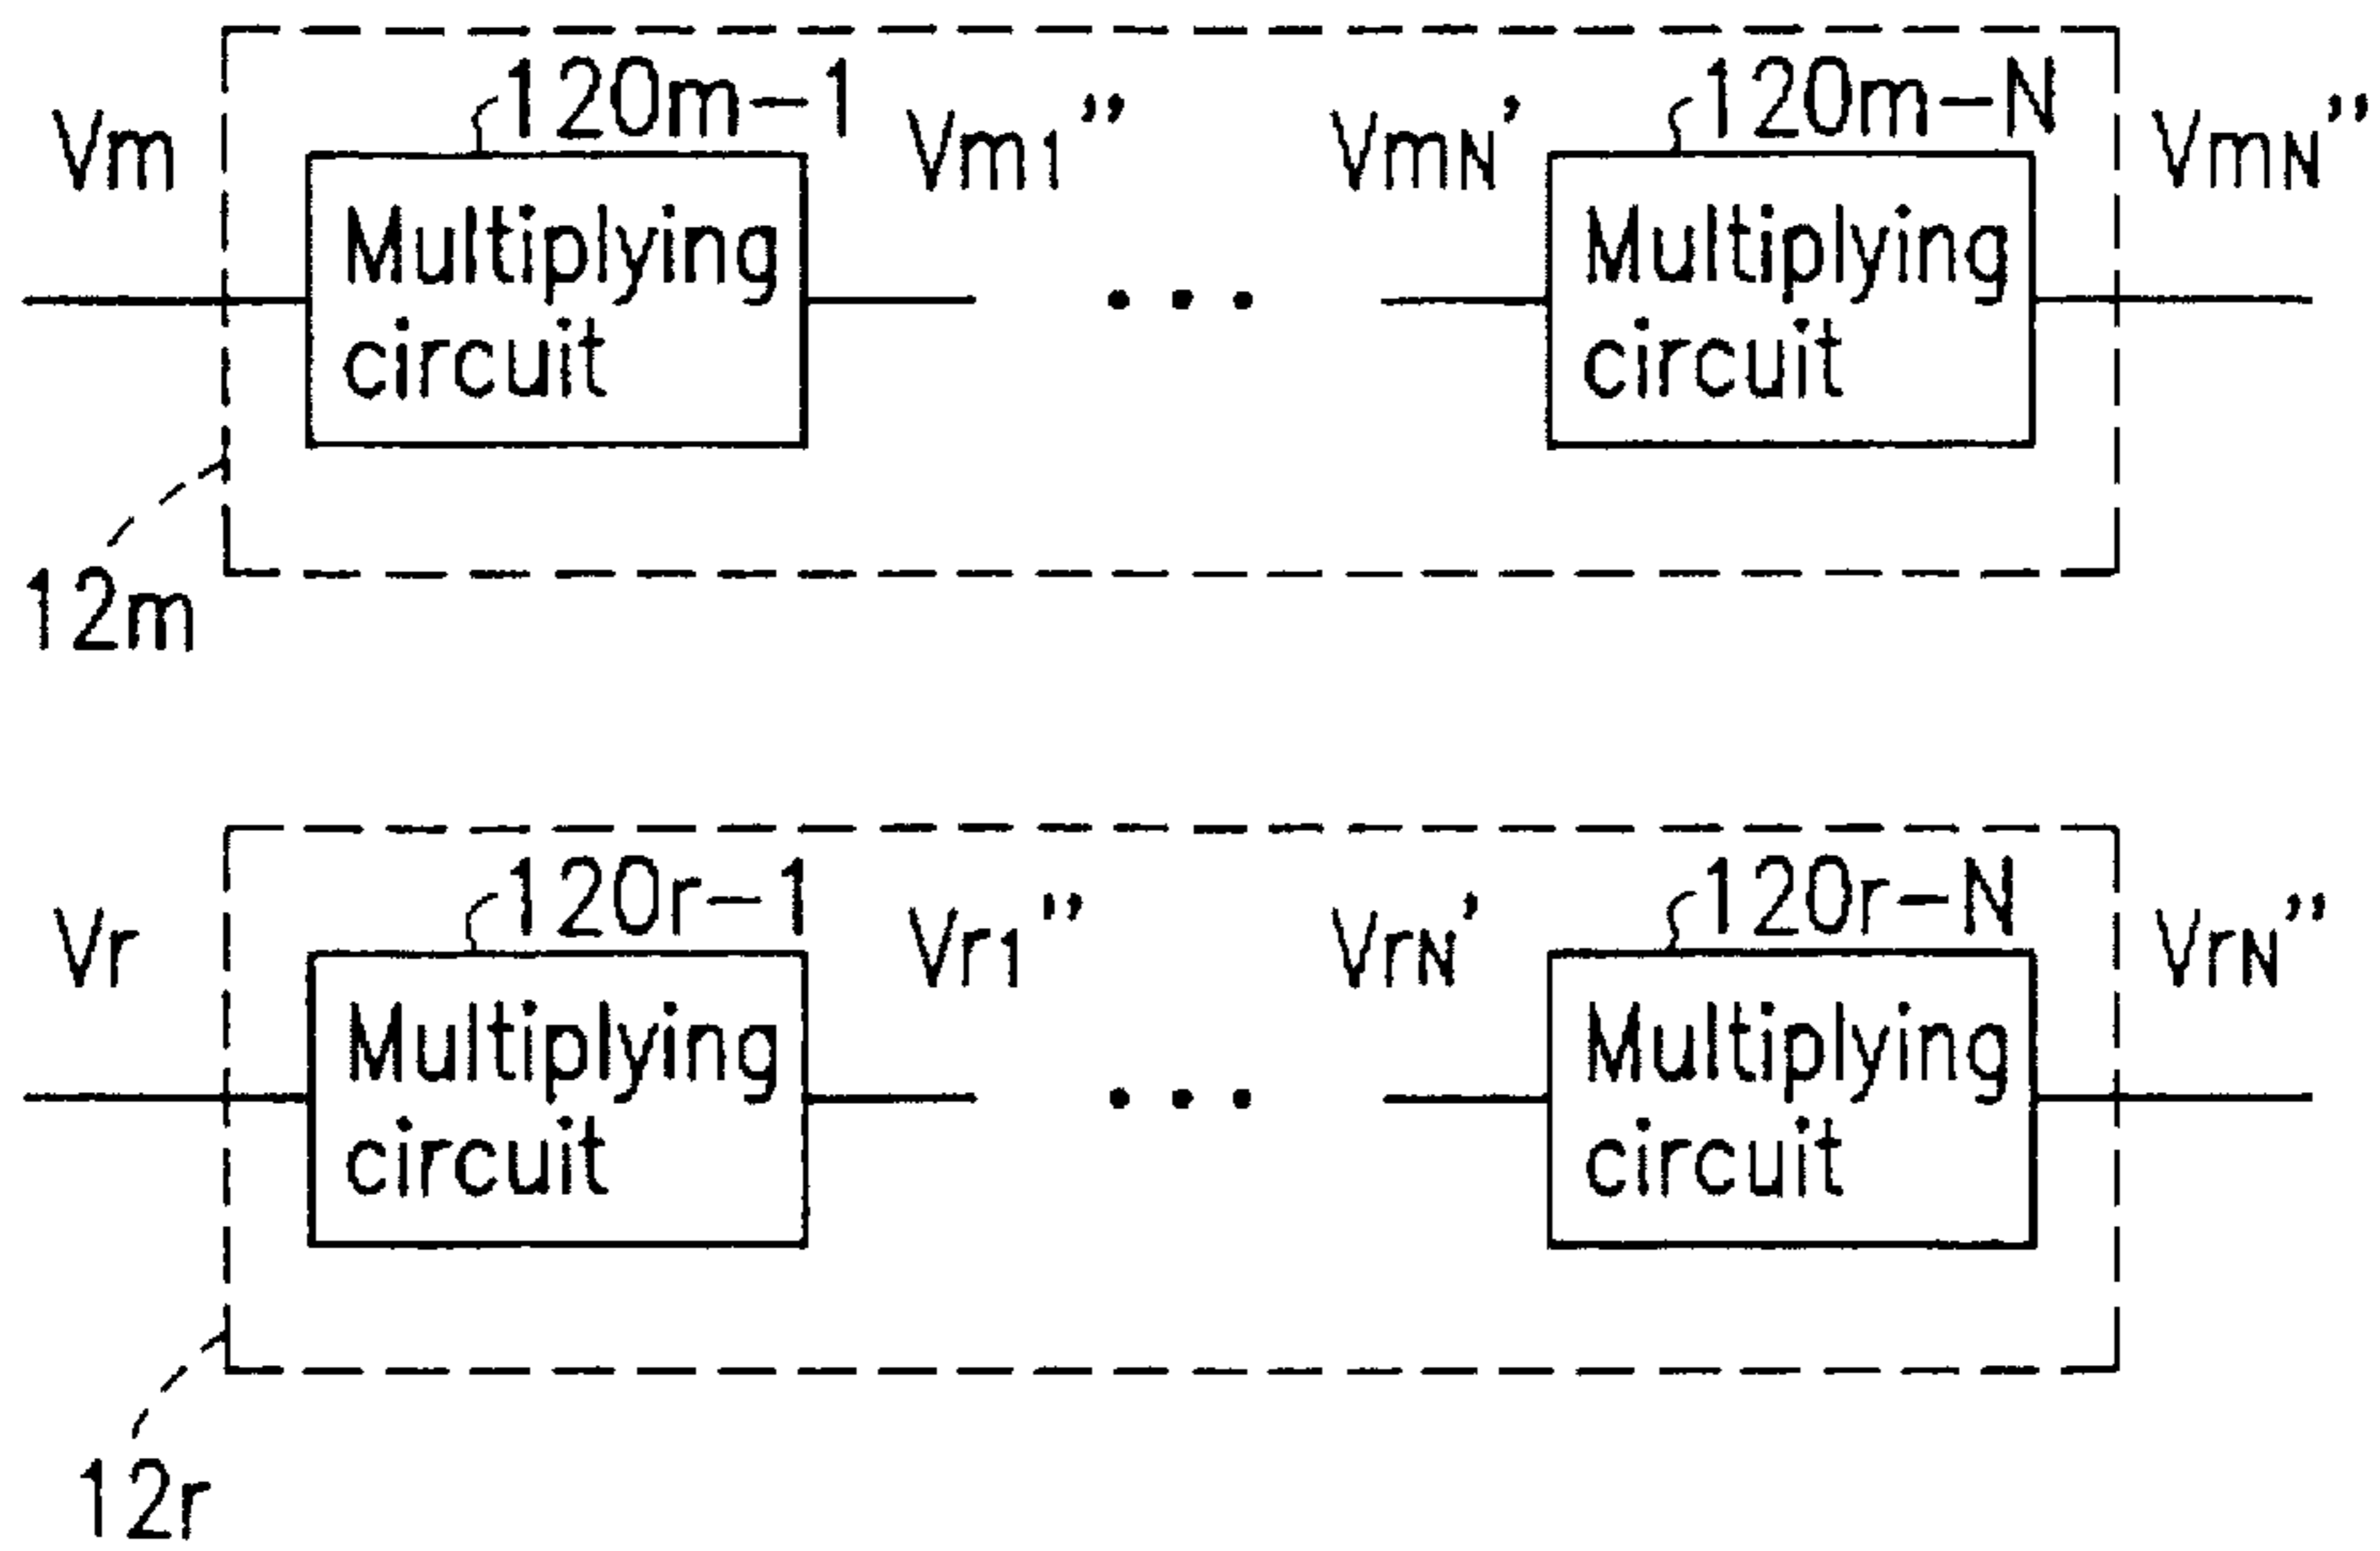 Vm
120m-1
Vm1"
VmN'
120m-N
VmN"
Multiplying
circuit
Multiplying
circuit
12m
Vr
120r-1
Vr1"
VrN'
120r-N
VrN"
Multiplying
circuit
Multiplying
circuit
12r